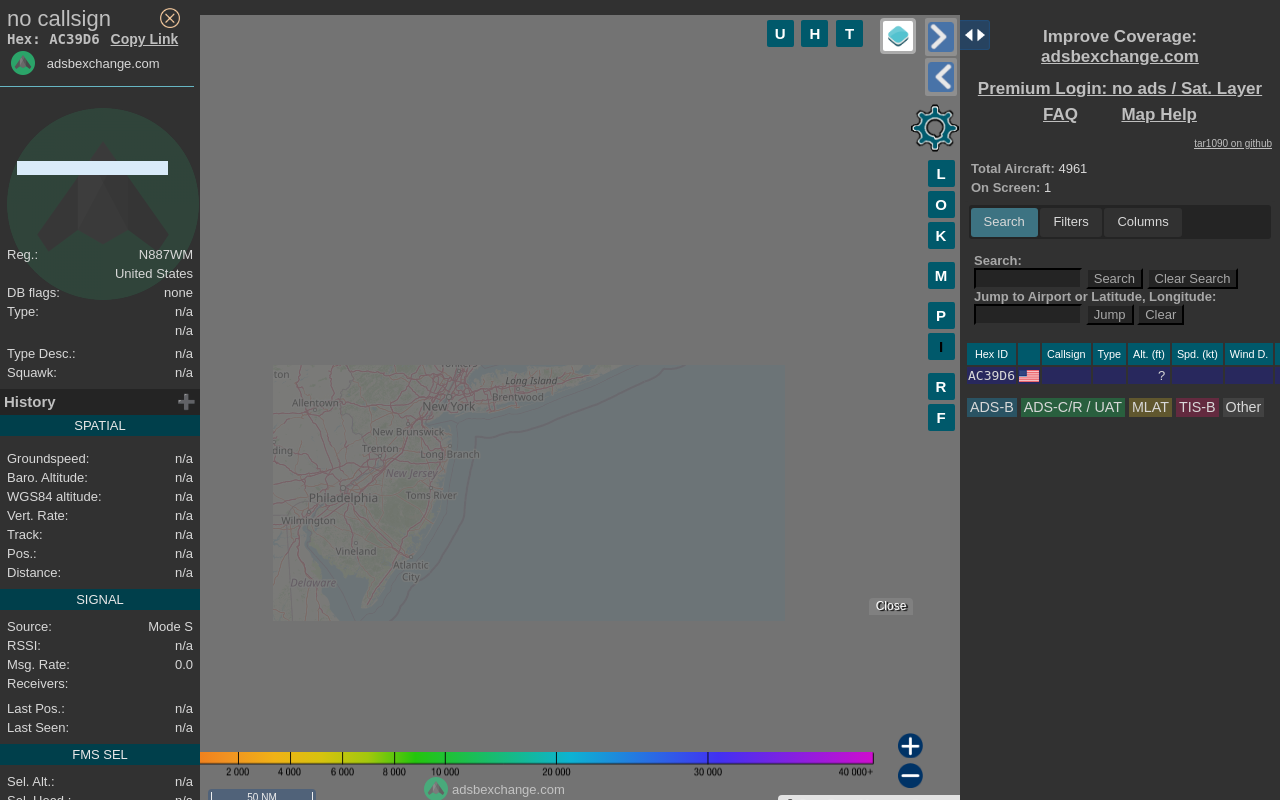 no callsign
Hex: AC39D6 Copy Link
adsbexchange.com
Reg.: N887WM
United States
DB flags: none
Type: n/a
n/a
Type Desc.: n/a
Squawk: n/a
History
SPATIAL
Groundspeed: n/a
Baro. Altitude: n/a
WGS84 altitude: n/a
Vert. Rate: n/a
Track: n/a
Pos.: n/a
Distance: n/a
SIGNAL
Source: Mode S
RSSI: n/a
Msg. Rate: 0.0
Receivers:
Last Pos.: n/a
Last Seen: n/a
FMS SEL
Sel. Alt.: n/a
U H T
L
O
K
M
P
I
R
F
Long Island
Allentown
New York
Brentwood
New Brunswick
Trenton
Long Branch
New Jersey
Philadelphia
Toms River
Wilmington
Vineland
Atlantic
City
Delaware
Close
2 000 4 000 6 000 8 000 10 000 20 000 30 000 40 000+
adsbexchange.com
50 NM
Improve Coverage:
adsbexchange.com
Premium Login: no ads / Sat. Layer
FAQ Map Help
tar1090 on github
Total Aircraft: 4961
On Screen: 1
Search Filters Columns
Search:
Search Clear Search
Jump to Airport or Latitude, Longitude:
Jump Clear
Hex ID Callsign Type Alt. (ft) Spd. (kt) Wind D.
AC39D6 ?
ADS-B ADS-C/R / UAT MLAT TIS-B Other